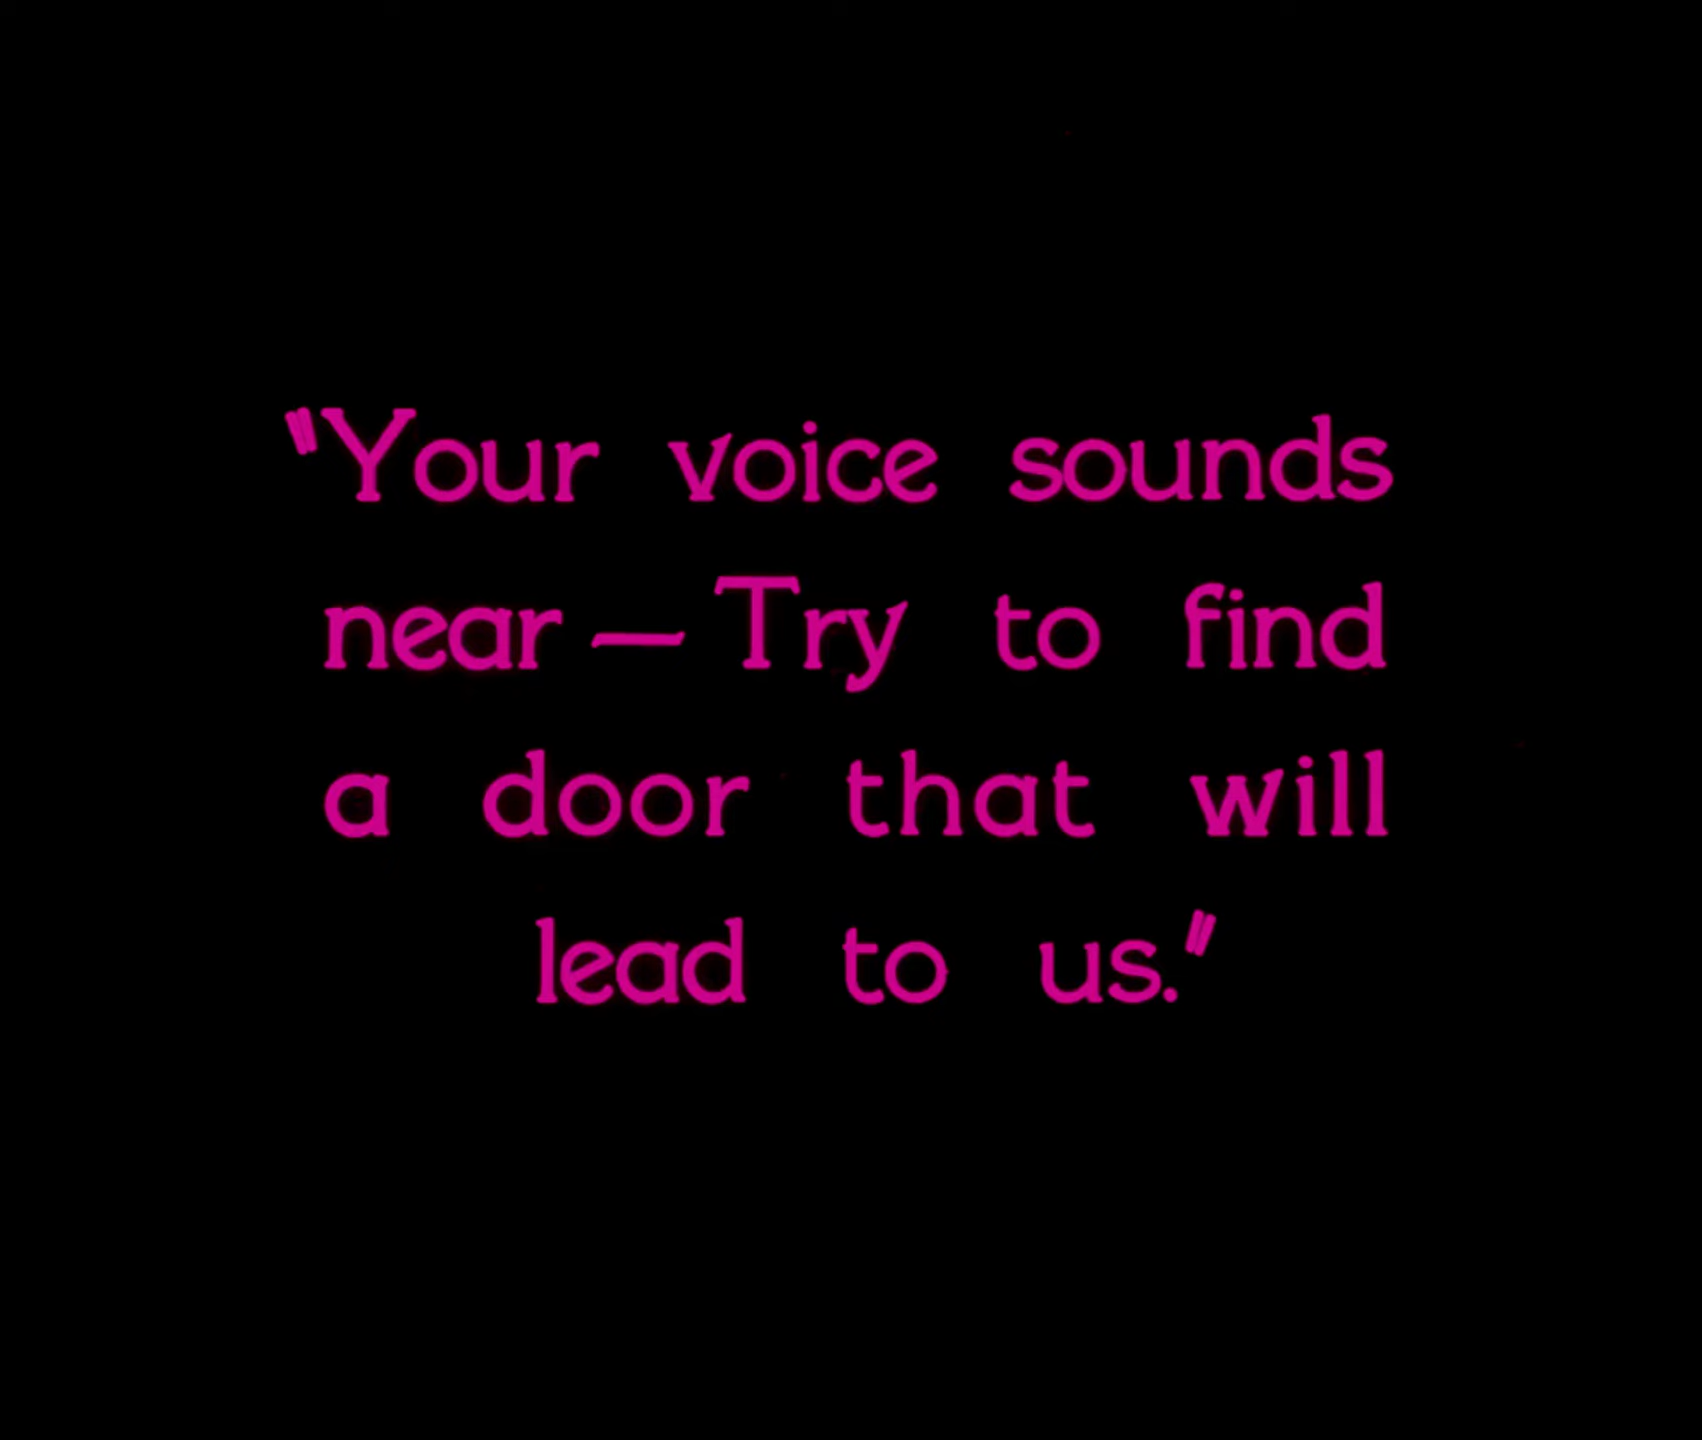 "Your voice sounds
near — Try to find
a door that will
lead to us."